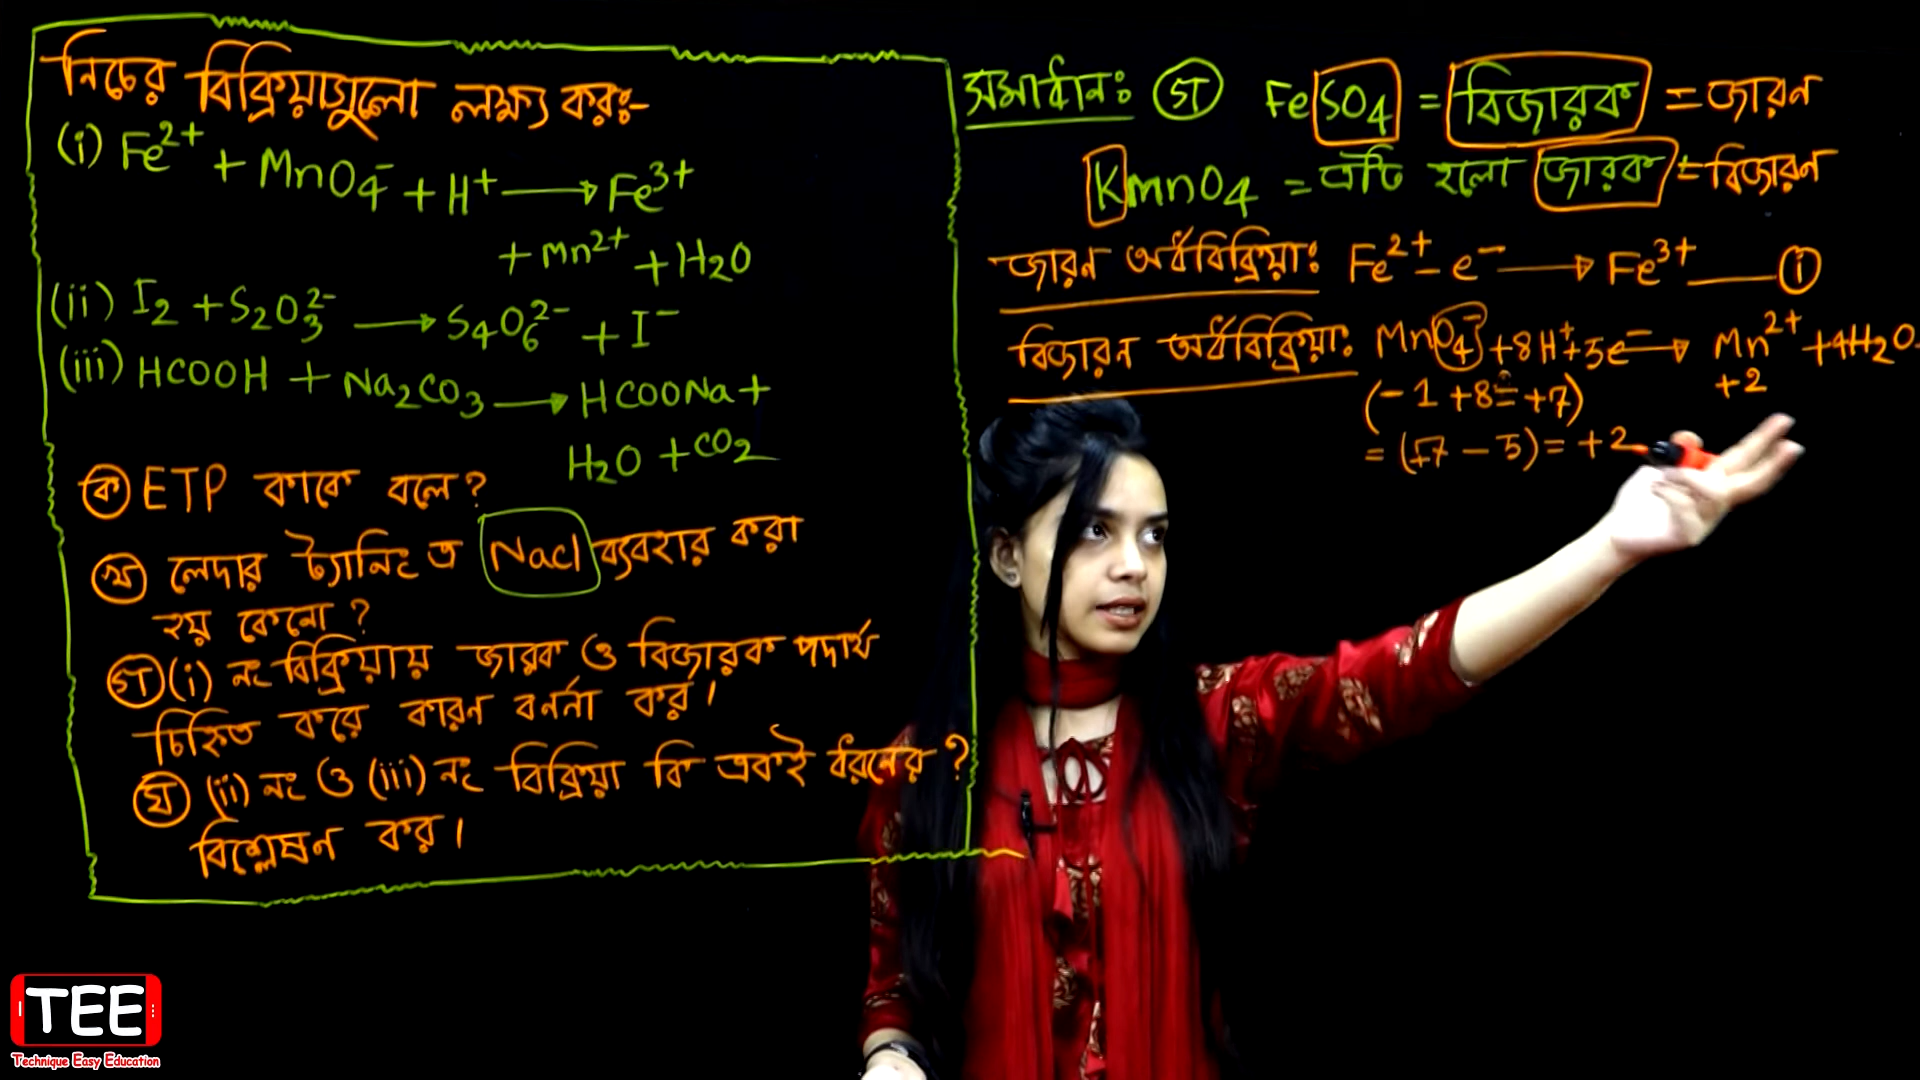 নিচের বিক্রিয়াগুলো লক্ষ্য কর:-
(i) Fe²⁺ + MnO₄⁻ + H⁺ → Fe³⁺
+ Mn²⁺ + H₂O
(ii) I₂ + S₂O₃²⁻ → S₄O₆²⁻ + I⁻
(iii) HCOOH + Na₂CO₃ → HCOONa +
H₂O + CO₂
(ক) ETP কাকে বলে?
(খ) লেদার ট্যানিং এ NaCl ব্যবহার করা
হয় কেনো?
(গ) (i) নং বিক্রিয়ায় জারক ও বিজারক পদার্থ
চিহ্নিত করে কারন বর্ননা কর।
(ঘ) (ii) নং ও (iii) নং বিক্রিয়া কি একই ধরনের?
বিশ্লেষন কর।
সমাধান: (গ) FeSO₄ = বিজারক = জারন
KmnO₄ = এটি হলো জারক = বিজারন
জারন অর্ধবিক্রিয়া: Fe²⁺ - e⁻ → Fe³⁺ — (i)
বিজারন অর্ধবিক্রিয়া: MnO₄⁻ + 8H⁺ + 5e⁻ → Mn²⁺ + 4H₂O
(-1 +8 = +7) +2
= (+7 - 5) = +2
TEE
Technique Easy Education